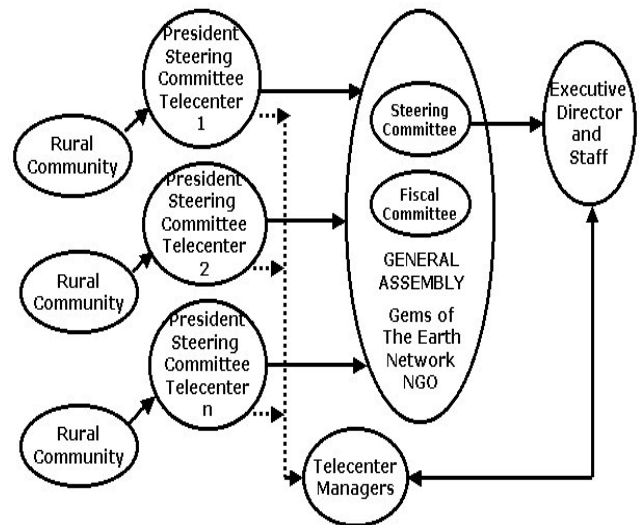 President
Steering
Committee
Telecenter
1
Rural
Community
President
Steering
Committee
Telecenter
2
Rural
Community
President
Steering
Committee
Telecenter
n
Rural
Community
Steering
Committee
Fiscal
Committee
GENERAL
ASSEMBLY
Gems of
The Earth
Network
NGO
Executive
Director
and
Staff
Telecenter
Managers